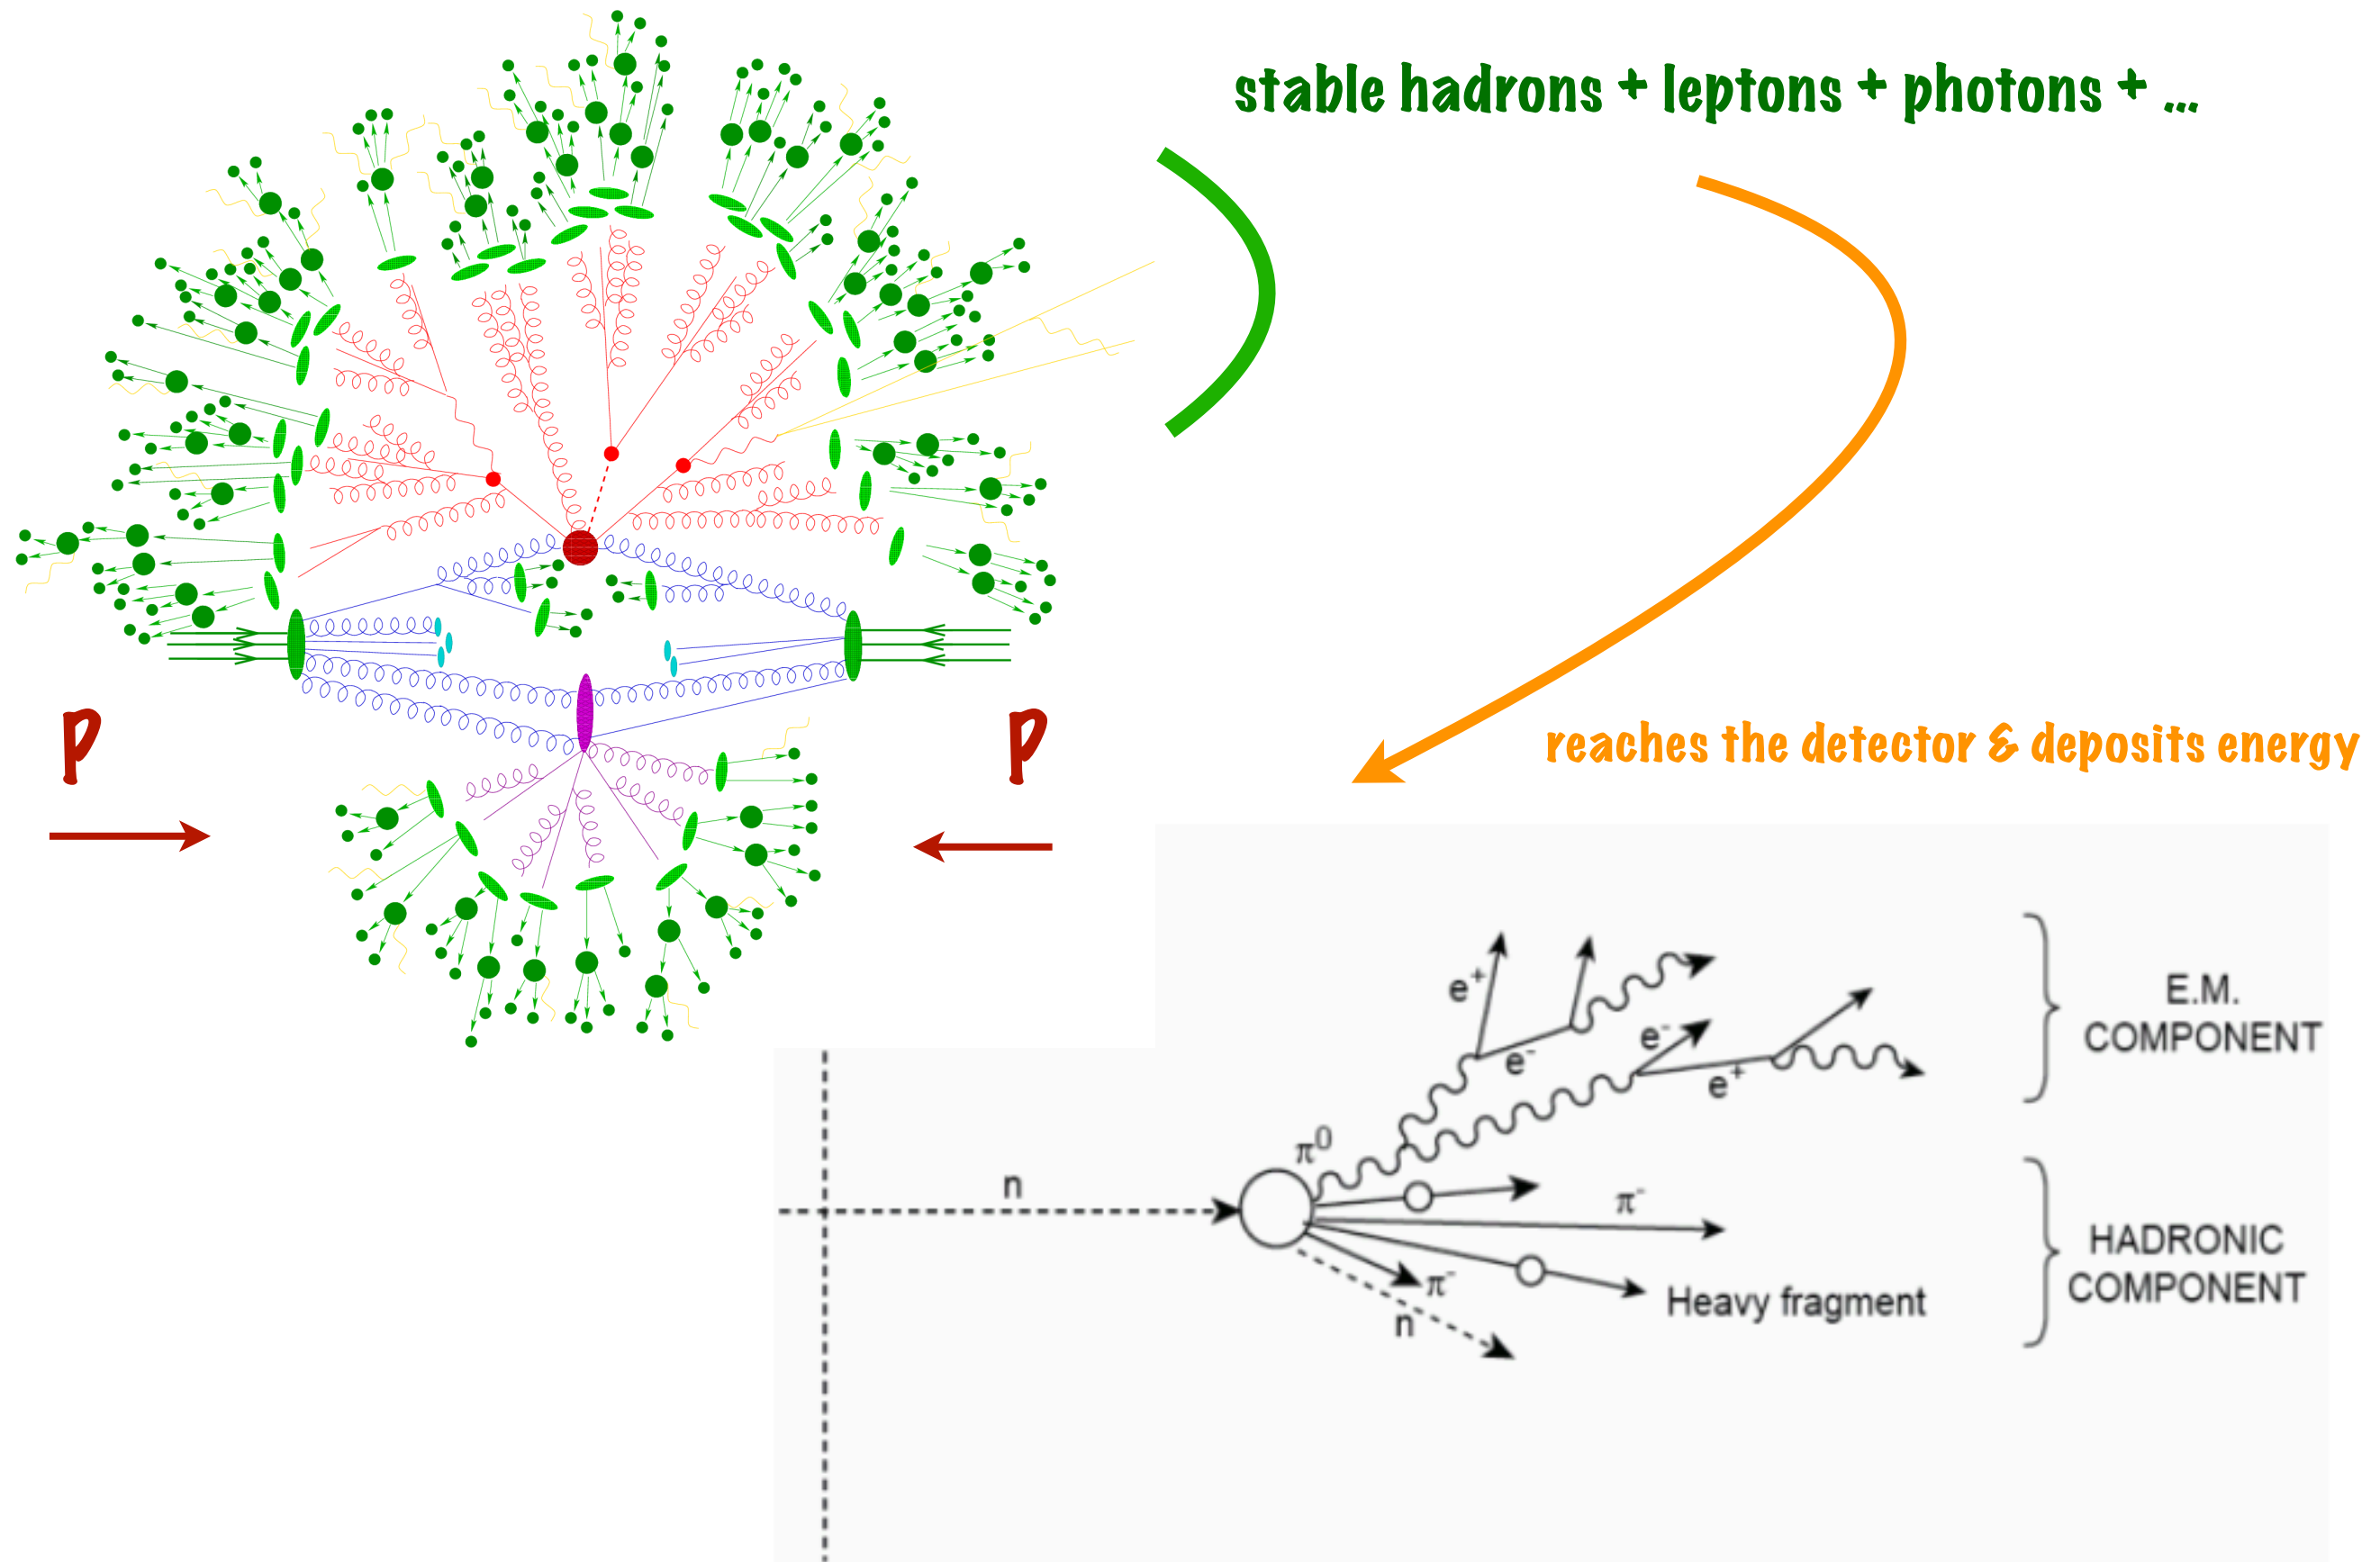 stable hadrons + leptons + photons + ...
reaches the detector & deposits energy
p
p
e+
e-
e-
e+
E.M.
COMPONENT
π0
n
π-
π-
n
Heavy fragment
HADRONIC
COMPONENT